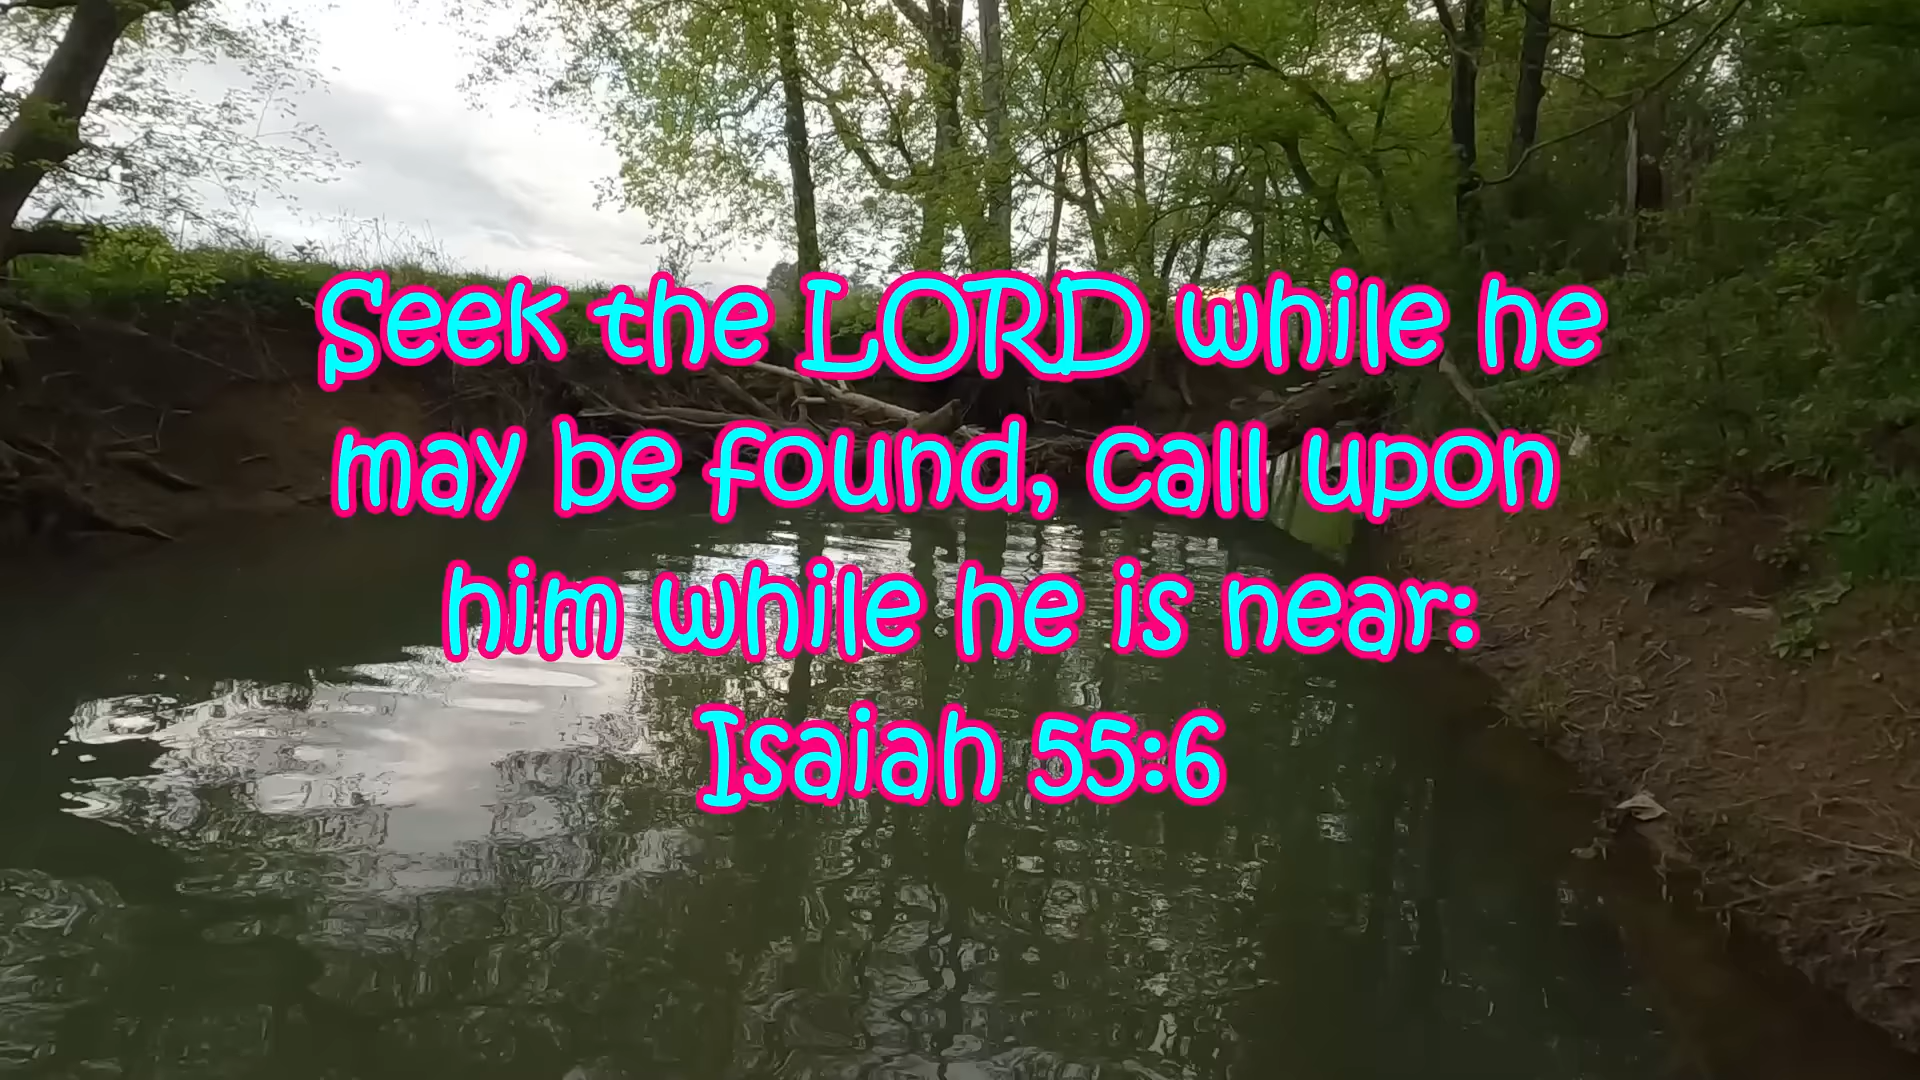 Seek the LORD while he
may be found, call upon
him while he is near:
Isaiah 55:6